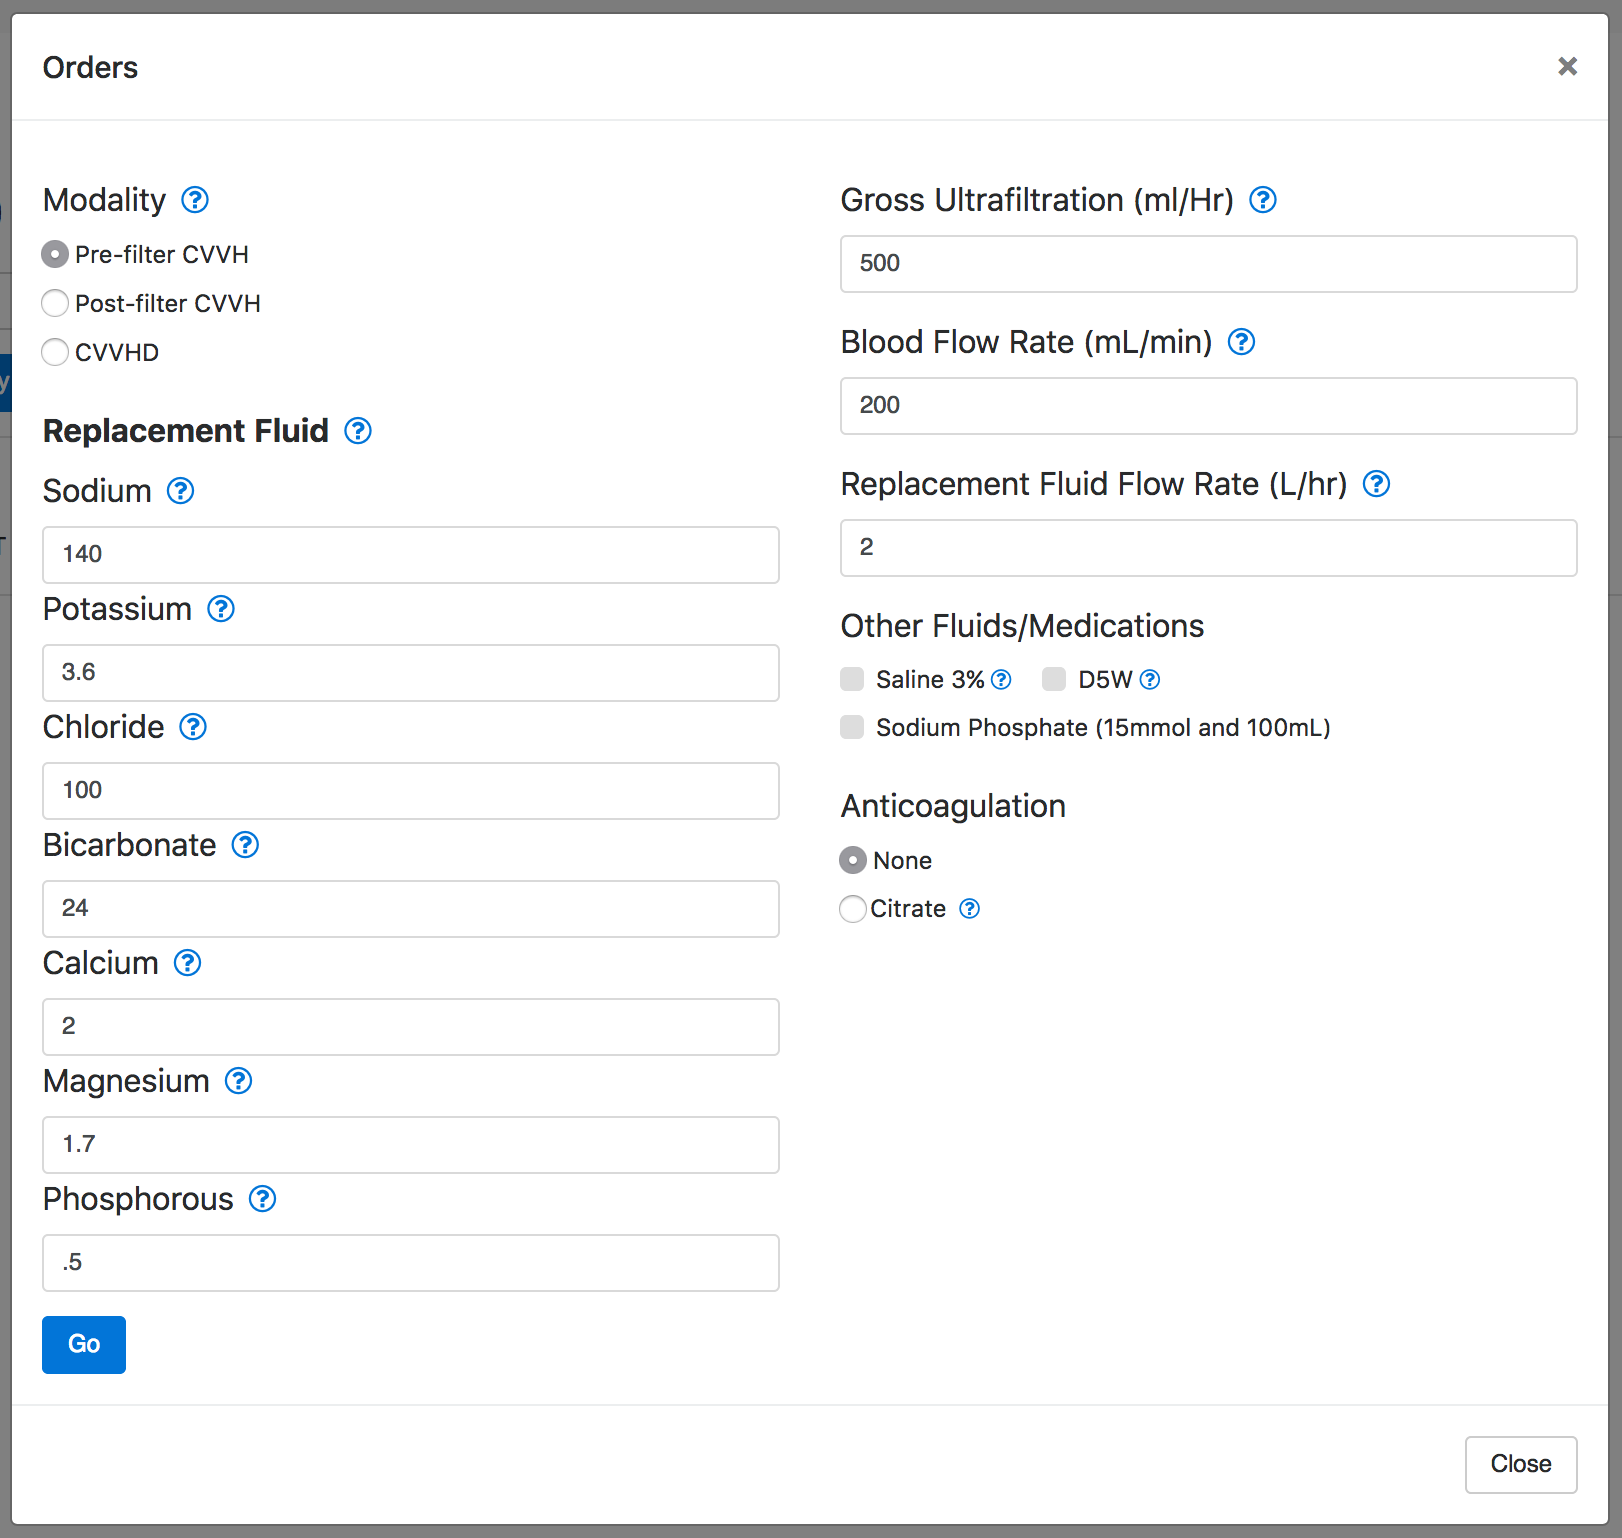 Orders
×
Modality ?
Pre-filter CVVH
Post-filter CVVH
CVVHD
Replacement Fluid ?
Sodium ?
140
Potassium ?
3.6
Chloride ?
100
Bicarbonate ?
24
Calcium ?
2
Magnesium ?
1.7
Phosphorous ?
.5
Go
Gross Ultrafiltration (ml/Hr) ?
500
Blood Flow Rate (mL/min) ?
200
Replacement Fluid Flow Rate (L/hr) ?
2
Other Fluids/Medications
Saline 3% ? D5W ?
Sodium Phosphate (15mmol and 100mL)
Anticoagulation
None
Citrate ?
Close